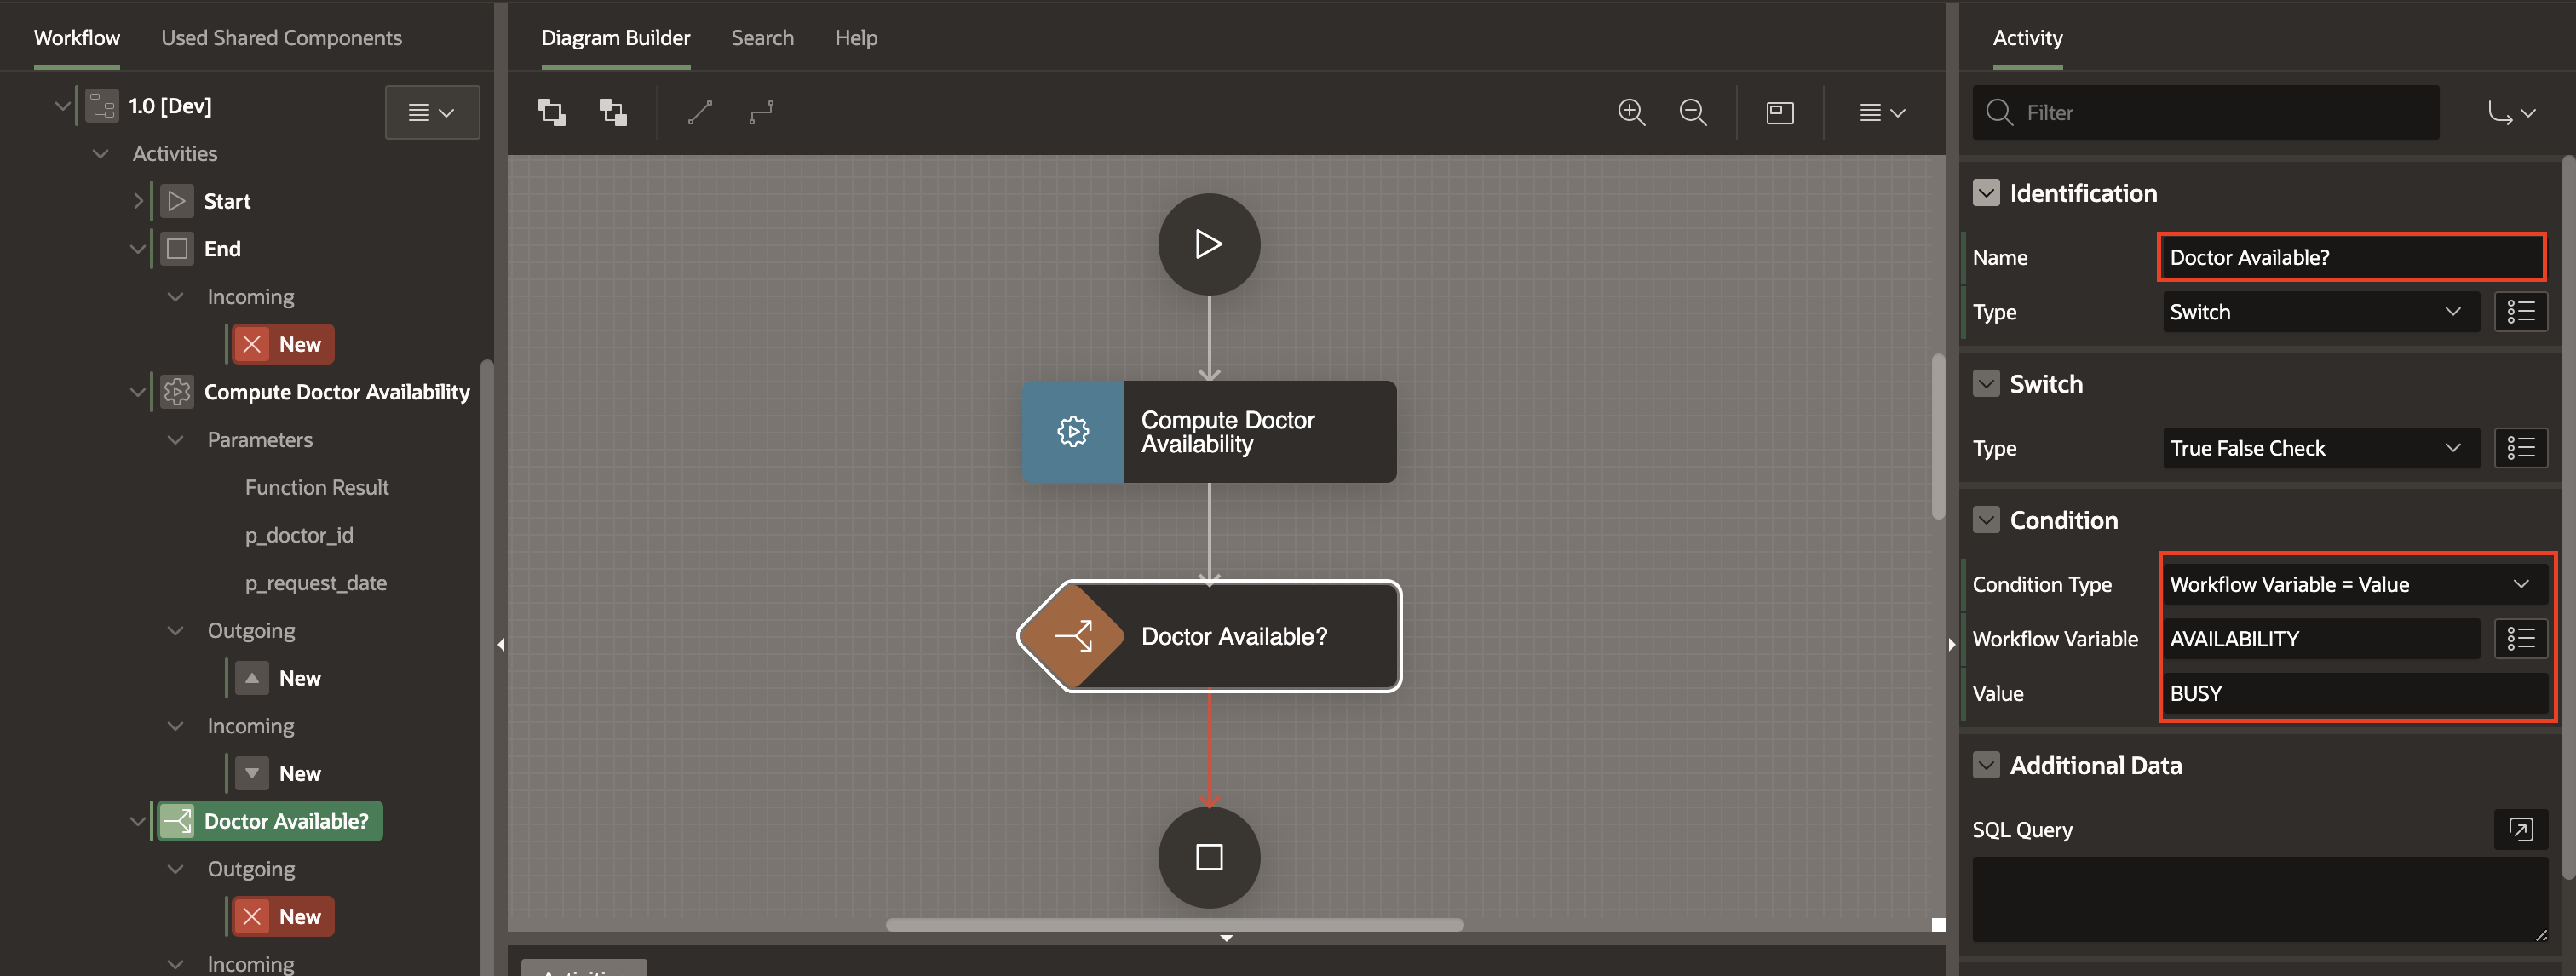 Workflow
Used Shared Components
1.0 [Dev]
Activities
Start
End
Incoming
New
Compute Doctor Availability
Parameters
Function Result
p_doctor_id
p_request_date
Outgoing
New
Incoming
New
Doctor Available?
Outgoing
New
Incoming
Diagram Builder
Search
Help
Compute Doctor
Availability
Doctor Available?
Activity
Filter
Identification
Name
Doctor Available?
Type
Switch
Switch
Type
True False Check
Condition
Condition Type
Workflow Variable = Value
Workflow Variable
AVAILABILITY
Value
BUSY
Additional Data
SQL Query